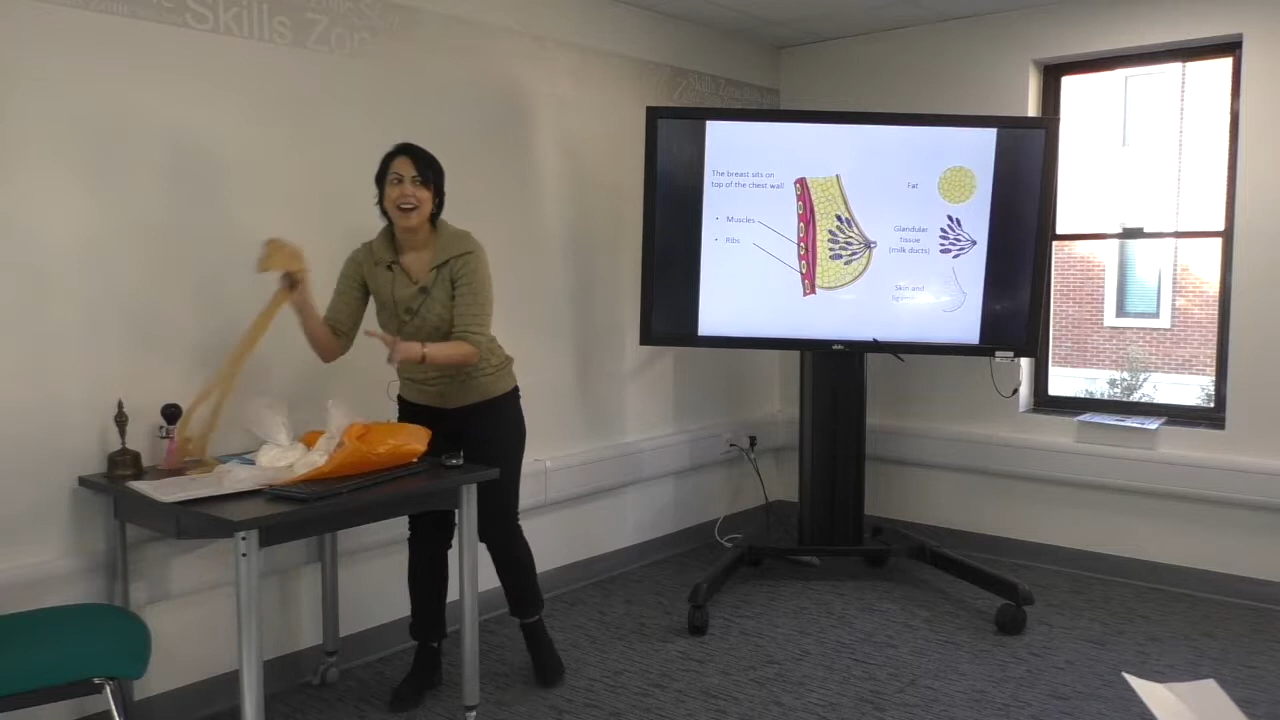 Skills Zone
Skills Zone
The breast sits on
top of the chest wall
• Muscles
• Ribs
Fat
Glandular
tissue
(milk ducts)
Skin and